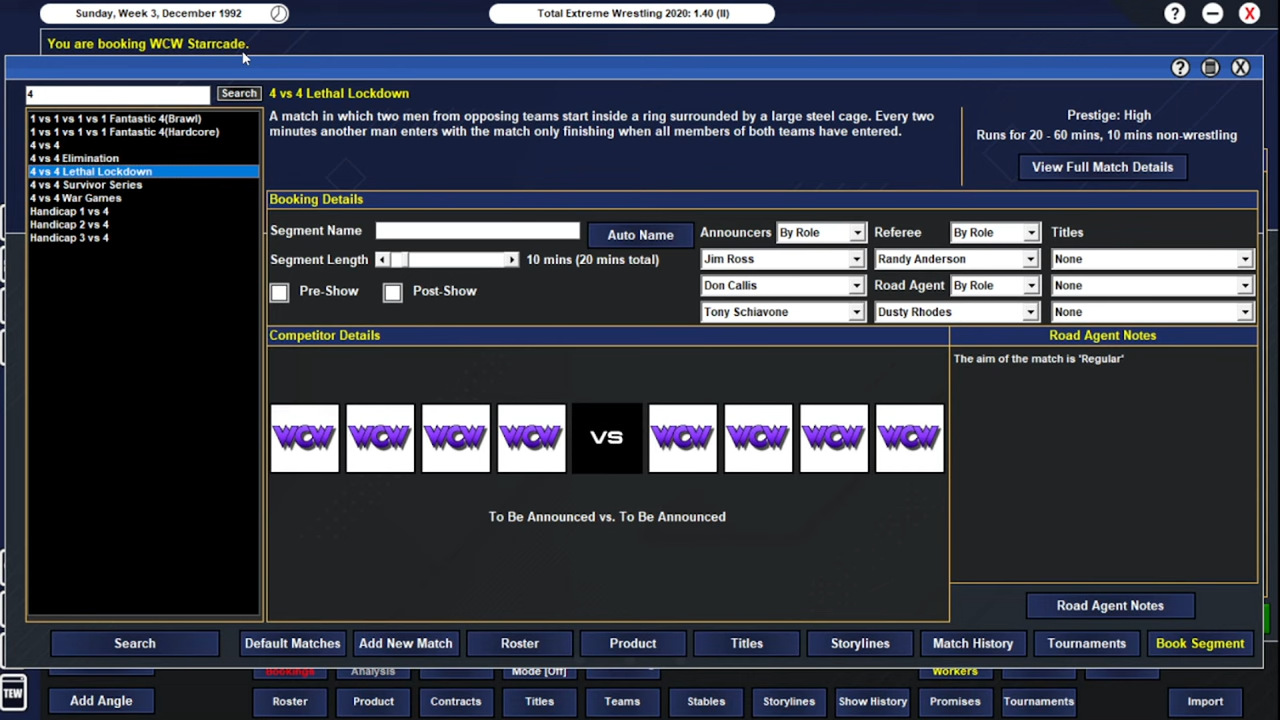 Sunday, Week 3, December 1992
Total Extreme Wrestling 2020: 1.40 (II)
? X
You are booking WCW Starrcade.
? X
4
Search
4 vs 4 Lethal Lockdown
A match in which two men from opposing teams start inside a ring surrounded by a large steel cage. Every two
minutes another man enters with the match only finishing when all members of both teams have entered.
Prestige: High
Runs for 20 - 60 mins, 10 mins non-wrestling
View Full Match Details
1 vs 1 vs 1 vs 1 Fantastic 4(Brawl)
1 vs 1 vs 1 vs 1 Fantastic 4(Hardcore)
4 vs 4
4 vs 4 Elimination
4 vs 4 Lethal Lockdown
4 vs 4 Survivor Series
4 vs 4 War Games
Handicap 1 vs 4
Handicap 2 vs 4
Handicap 3 vs 4
Booking Details
Segment Name
Auto Name
Announcers By Role
Referee By Role
Titles
Segment Length
10 mins (20 mins total)
Jim Ross
Randy Anderson
None
Pre-Show
Post-Show
Don Callis
Road Agent By Role
None
Tony Schiavone
Dusty Rhodes
None
Competitor Details
Road Agent Notes
The aim of the match is 'Regular'
WCW WCW WCW WCW VS WCW WCW WCW WCW
To Be Announced vs. To Be Announced
Road Agent Notes
Search
Default Matches
Add New Match
Roster
Product
Titles
Storylines
Match History
Tournaments
Book Segment
Bookings
Analysis
Mode [Off]
Workers
TEW
Add Angle
Roster
Product
Contracts
Titles
Teams
Stables
Storylines
Show History
Promises
Tournaments
Import